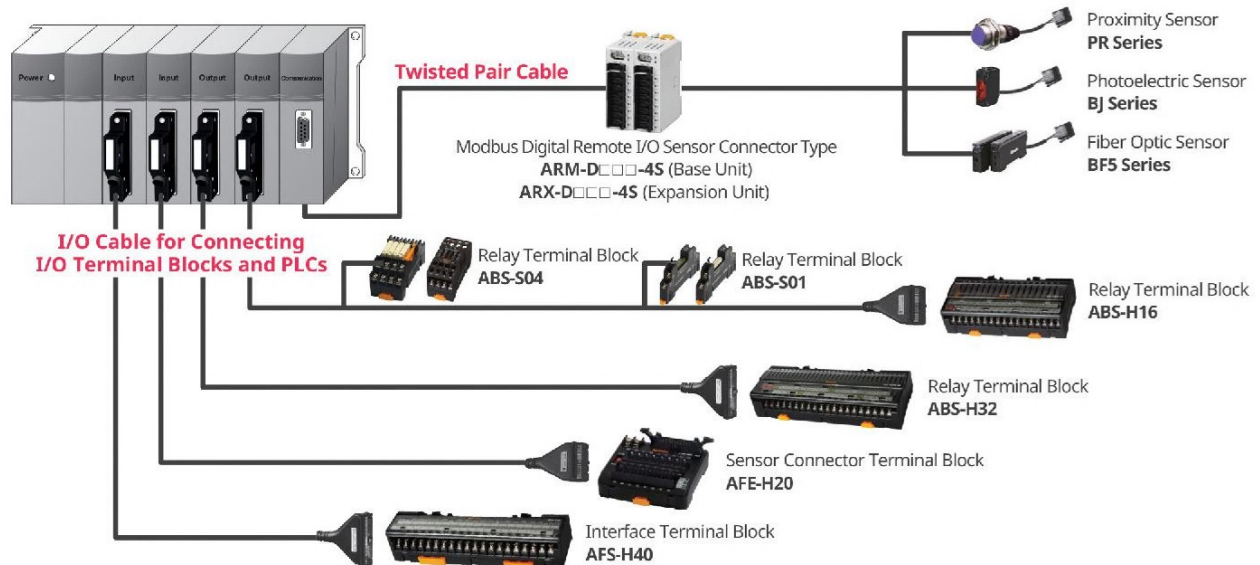 Power
Input
Input
Output
Output
Communication
Twisted Pair Cable
Modbus Digital Remote I/O Sensor Connector Type
ARM-D□□□-4S (Base Unit)
ARX-D□□□-4S (Expansion Unit)
Proximity Sensor
PR Series
Photoelectric Sensor
BJ Series
Fiber Optic Sensor
BF5 Series
I/O Cable for Connecting
I/O Terminal Blocks and PLCs
Relay Terminal Block
ABS-S04
Relay Terminal Block
ABS-S01
Relay Terminal Block
ABS-H16
Relay Terminal Block
ABS-H32
Sensor Connector Terminal Block
AFE-H20
Interface Terminal Block
AFS-H40